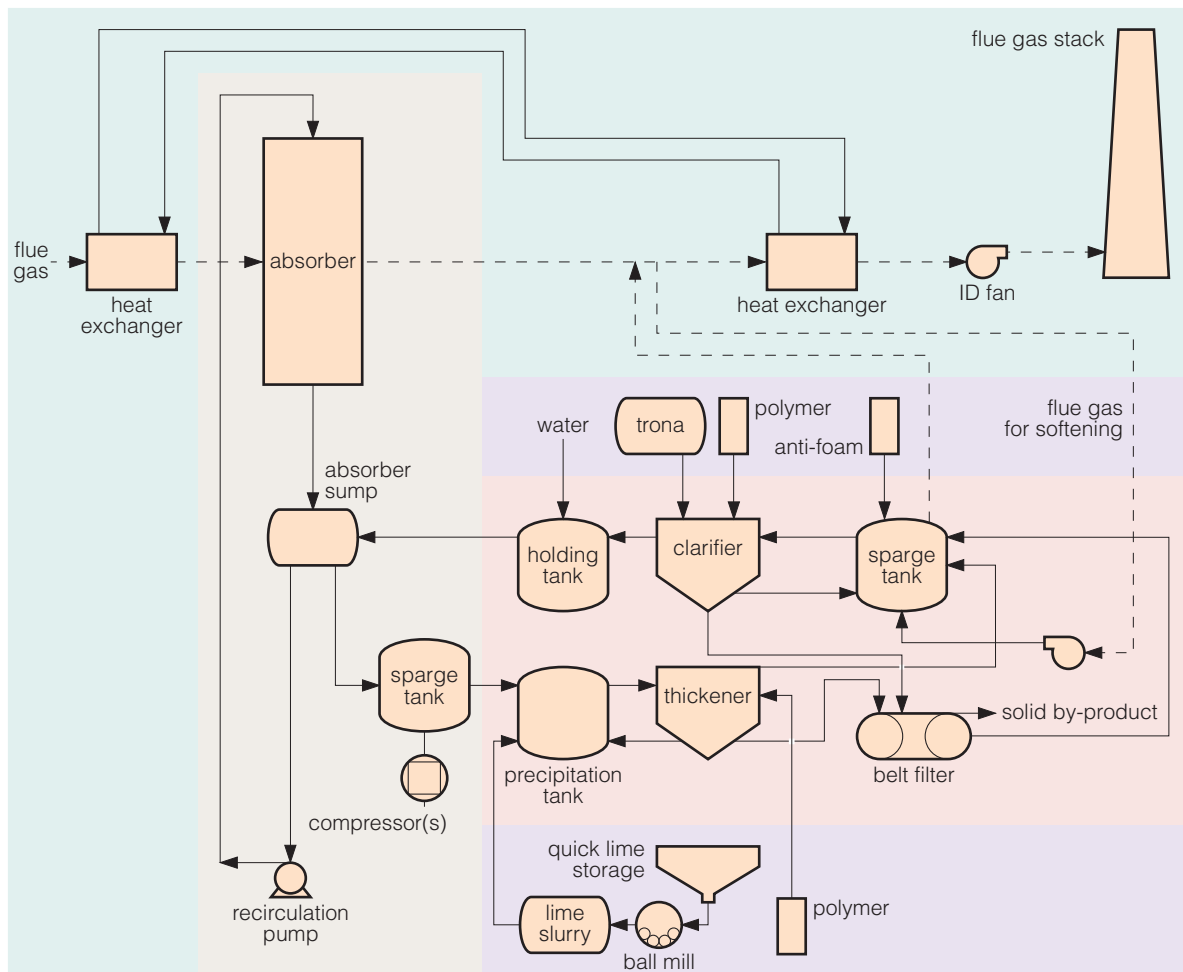 flue gas stack
flue
gas
heat
exchanger
absorber
heat exchanger
ID fan
flue gas
for softening
water
trona
polymer
anti-foam
absorber
sump
holding
tank
clarifier
sparge
tank
sparge
tank
thickener
solid by-product
belt filter
precipitation
tank
compressor(s)
quick lime
storage
recirculation
pump
lime
slurry
ball mill
polymer